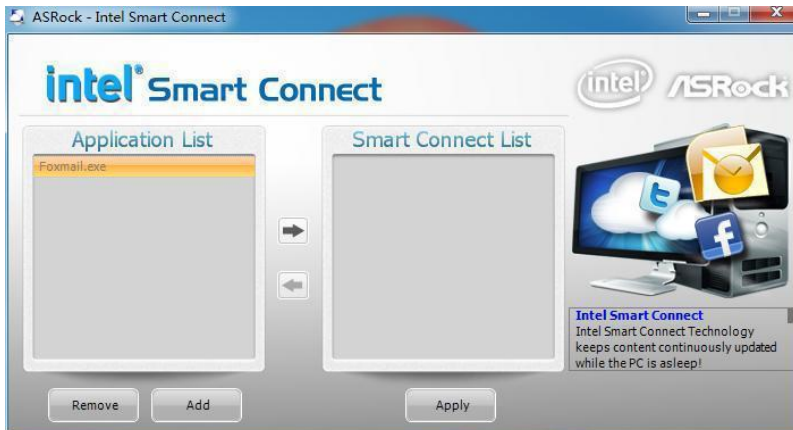 ASRock - Intel Smart Connect
intel® Smart Connect
intel® ASRock
Application List
Smart Connect List
Foxmail.exe
Intel Smart Connect
Intel Smart Connect Technology
keeps content continuously updated
while the PC is asleep!
Remove
Add
Apply